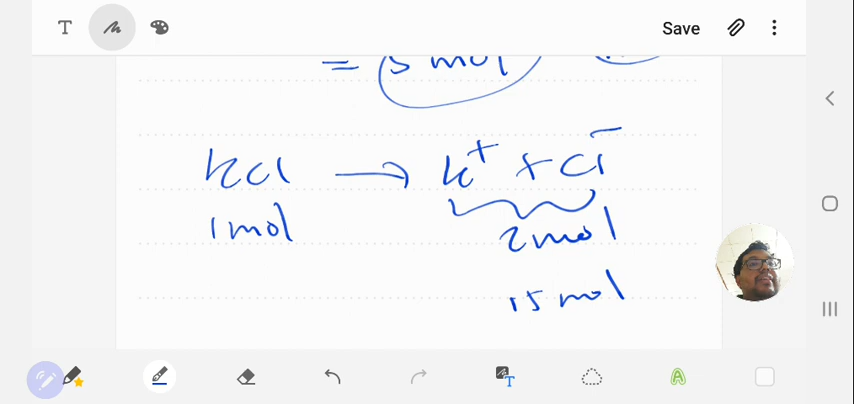 T Save
= 5 mol
KCl → K⁺ + Cl⁻
1 mol
2 mol
15 mol